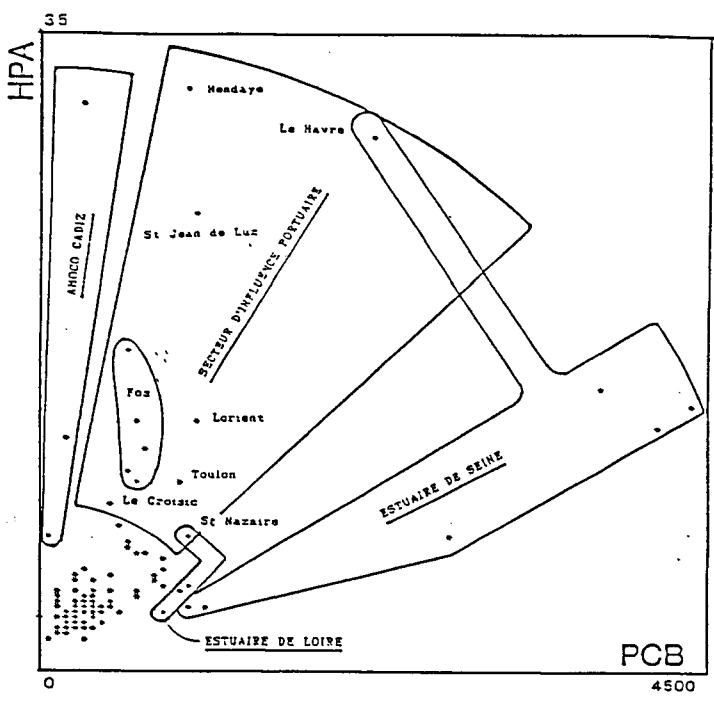 35
HPA
Hendaye
Le Havre
AMOCO CADIZ
St Jean de Luz
SECTEUR D'INFLUENCE PORTUAIRE
Fos
Lorient
Toulon
Le Croisic
St Nazaire
ESTUAIRE DE SEINE
ESTUAIRE DE LOIRE
PCB
0
4500